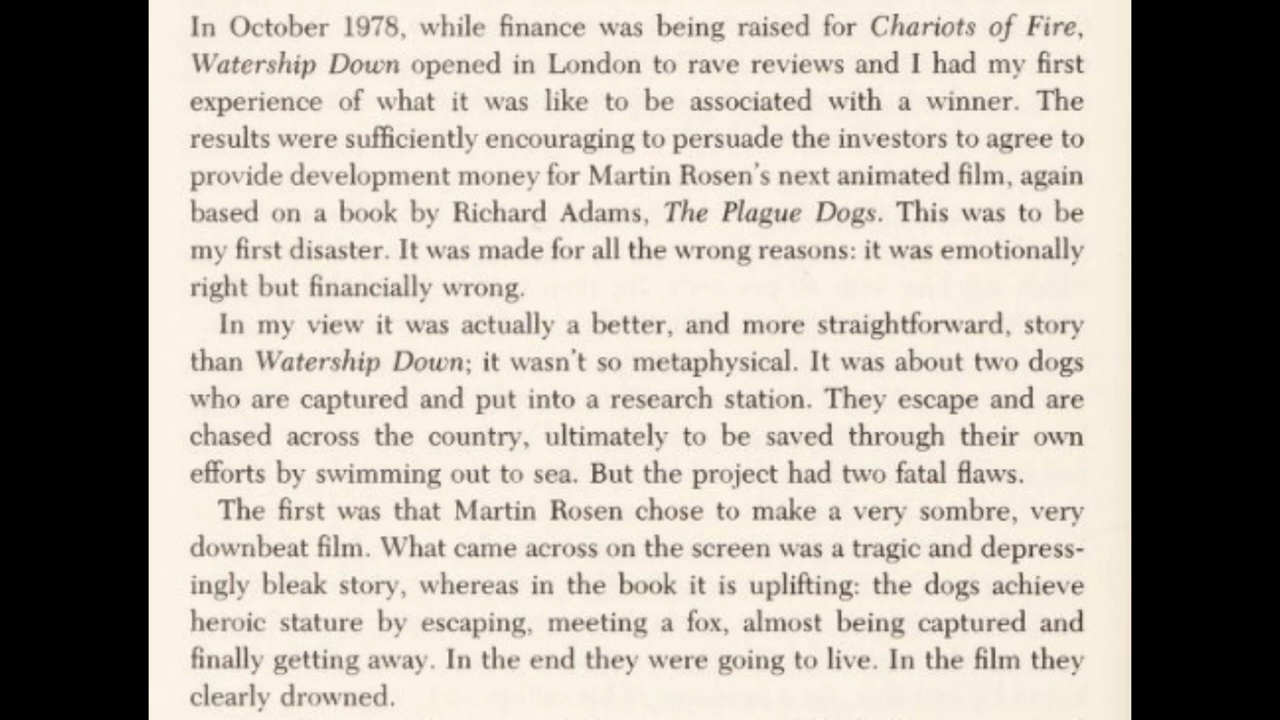 In October 1978, while finance was being raised for Chariots of Fire,
Watership Down opened in London to rave reviews and I had my first
experience of what it was like to be associated with a winner. The
results were sufficiently encouraging to persuade the investors to agree to
provide development money for Martin Rosen's next animated film, again
based on a book by Richard Adams, The Plague Dogs. This was to be
my first disaster. It was made for all the wrong reasons: it was emotionally
right but financially wrong.
In my view it was actually a better, and more straightforward, story
than Watership Down; it wasn't so metaphysical. It was about two dogs
who are captured and put into a research station. They escape and are
chased across the country, ultimately to be saved through their own
efforts by swimming out to sea. But the project had two fatal flaws.
The first was that Martin Rosen chose to make a very sombre, very
downbeat film. What came across on the screen was a tragic and depress-
ingly bleak story, whereas in the book it is uplifting: the dogs achieve
heroic stature by escaping, meeting a fox, almost being captured and
finally getting away. In the end they were going to live. In the film they
clearly drowned.